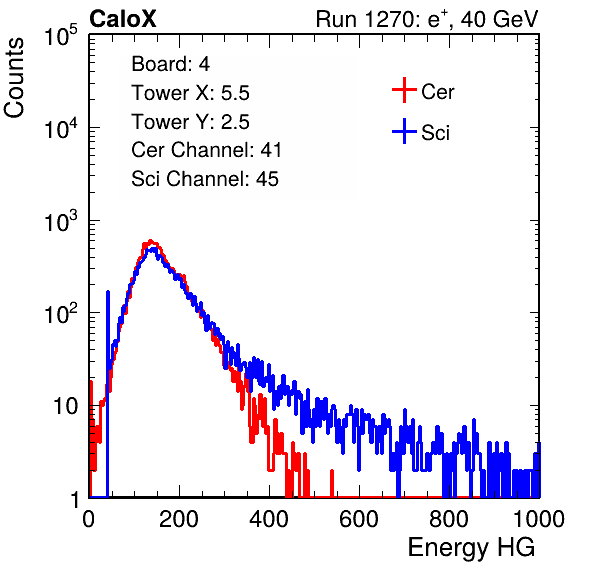 CaloX Run 1270: e⁺, 40 GeV
Counts
Board: 4
Tower X: 5.5
Tower Y: 2.5
Cer Channel: 41
Sci Channel: 45
Cer
Sci
10⁵
10⁴
10³
10²
10
1
0 200 400 600 800 1000
Energy HG